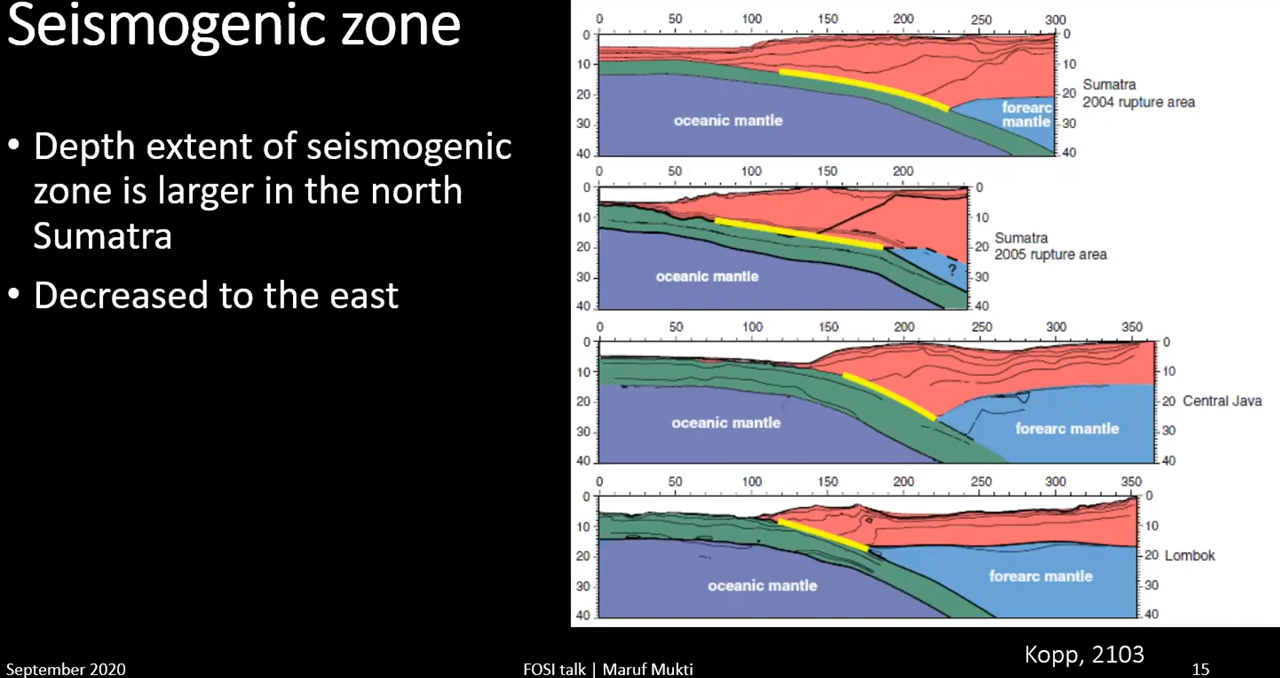 Seismogenic zone
• Depth extent of seismogenic
zone is larger in the north
Sumatra
• Decreased to the east
0 50 100 150 200 250 300
0 0
10 10
20 20
30 30
40 40
oceanic mantle
forearc
mantle
Sumatra
2004 rupture area
0 50 100 150 200
0 0
10 10
20 20
30 30
40 40
oceanic mantle
?
Sumatra
2005 rupture area
0 50 100 150 200 250 300 350
0 0
10 10
20 20
30 30
40 40
oceanic mantle
forearc mantle
Central Java
0 50 100 150 200 250 300 350
0 0
10 10
20 20
30 30
40 40
oceanic mantle
forearc mantle
Lombok
Kopp, 2103
September 2020
FOSI talk | Maruf Mukti
15